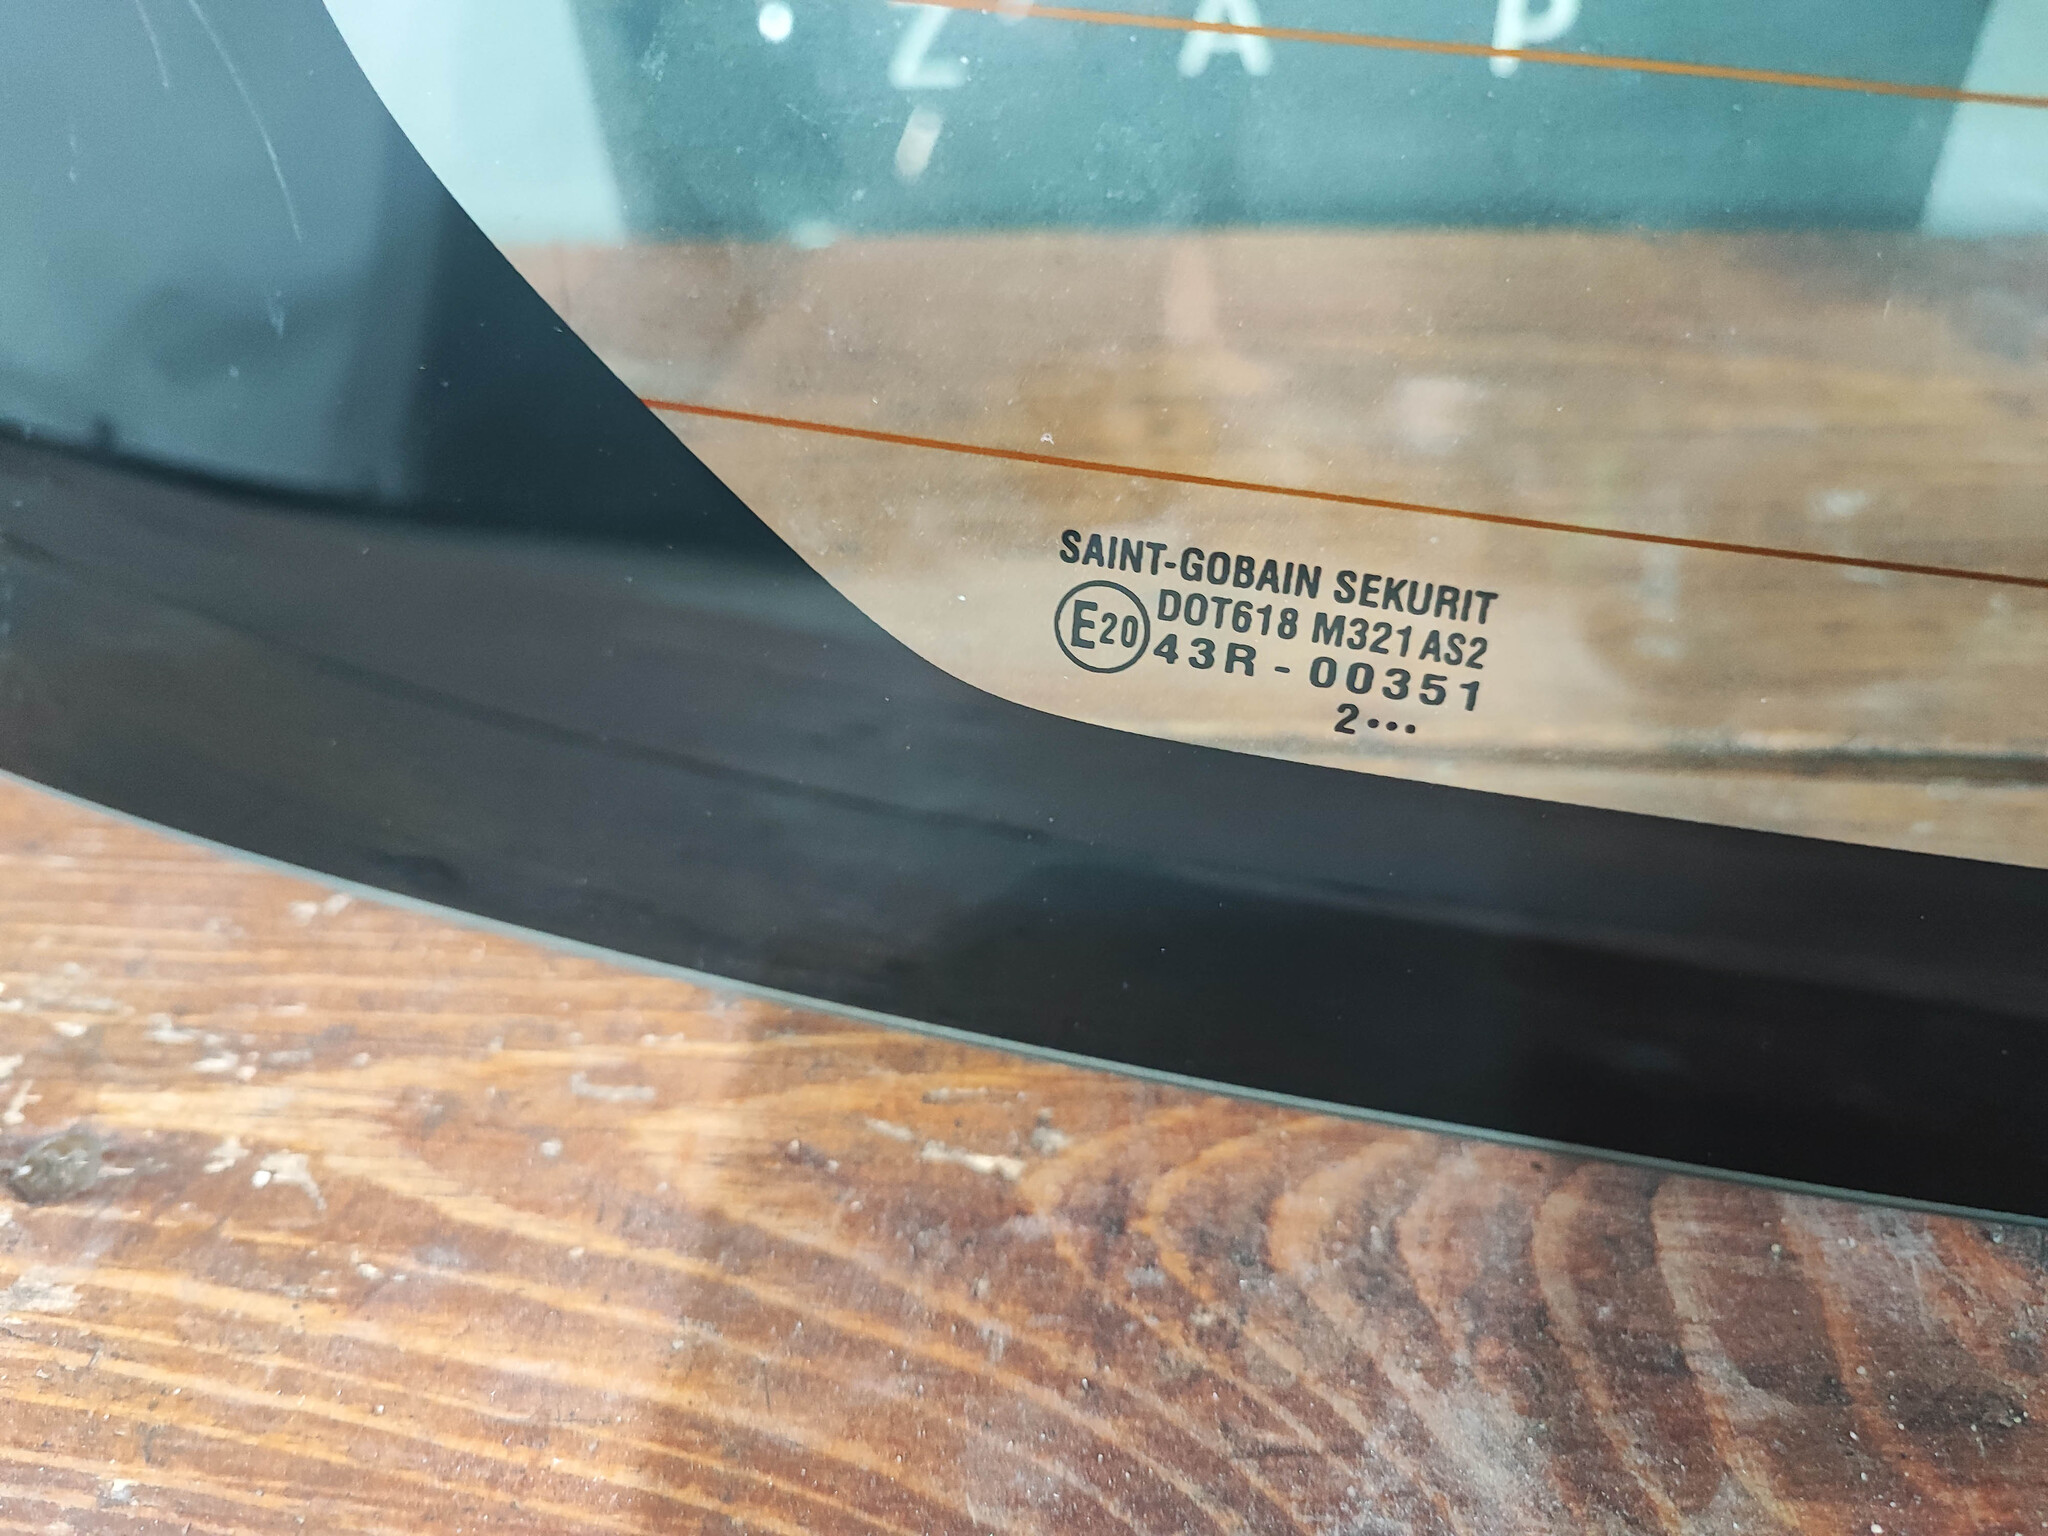 Z A P
SAINT-GOBAIN SEKURIT
E20 DOT618 M321 AS2
43R - 00351
2•••